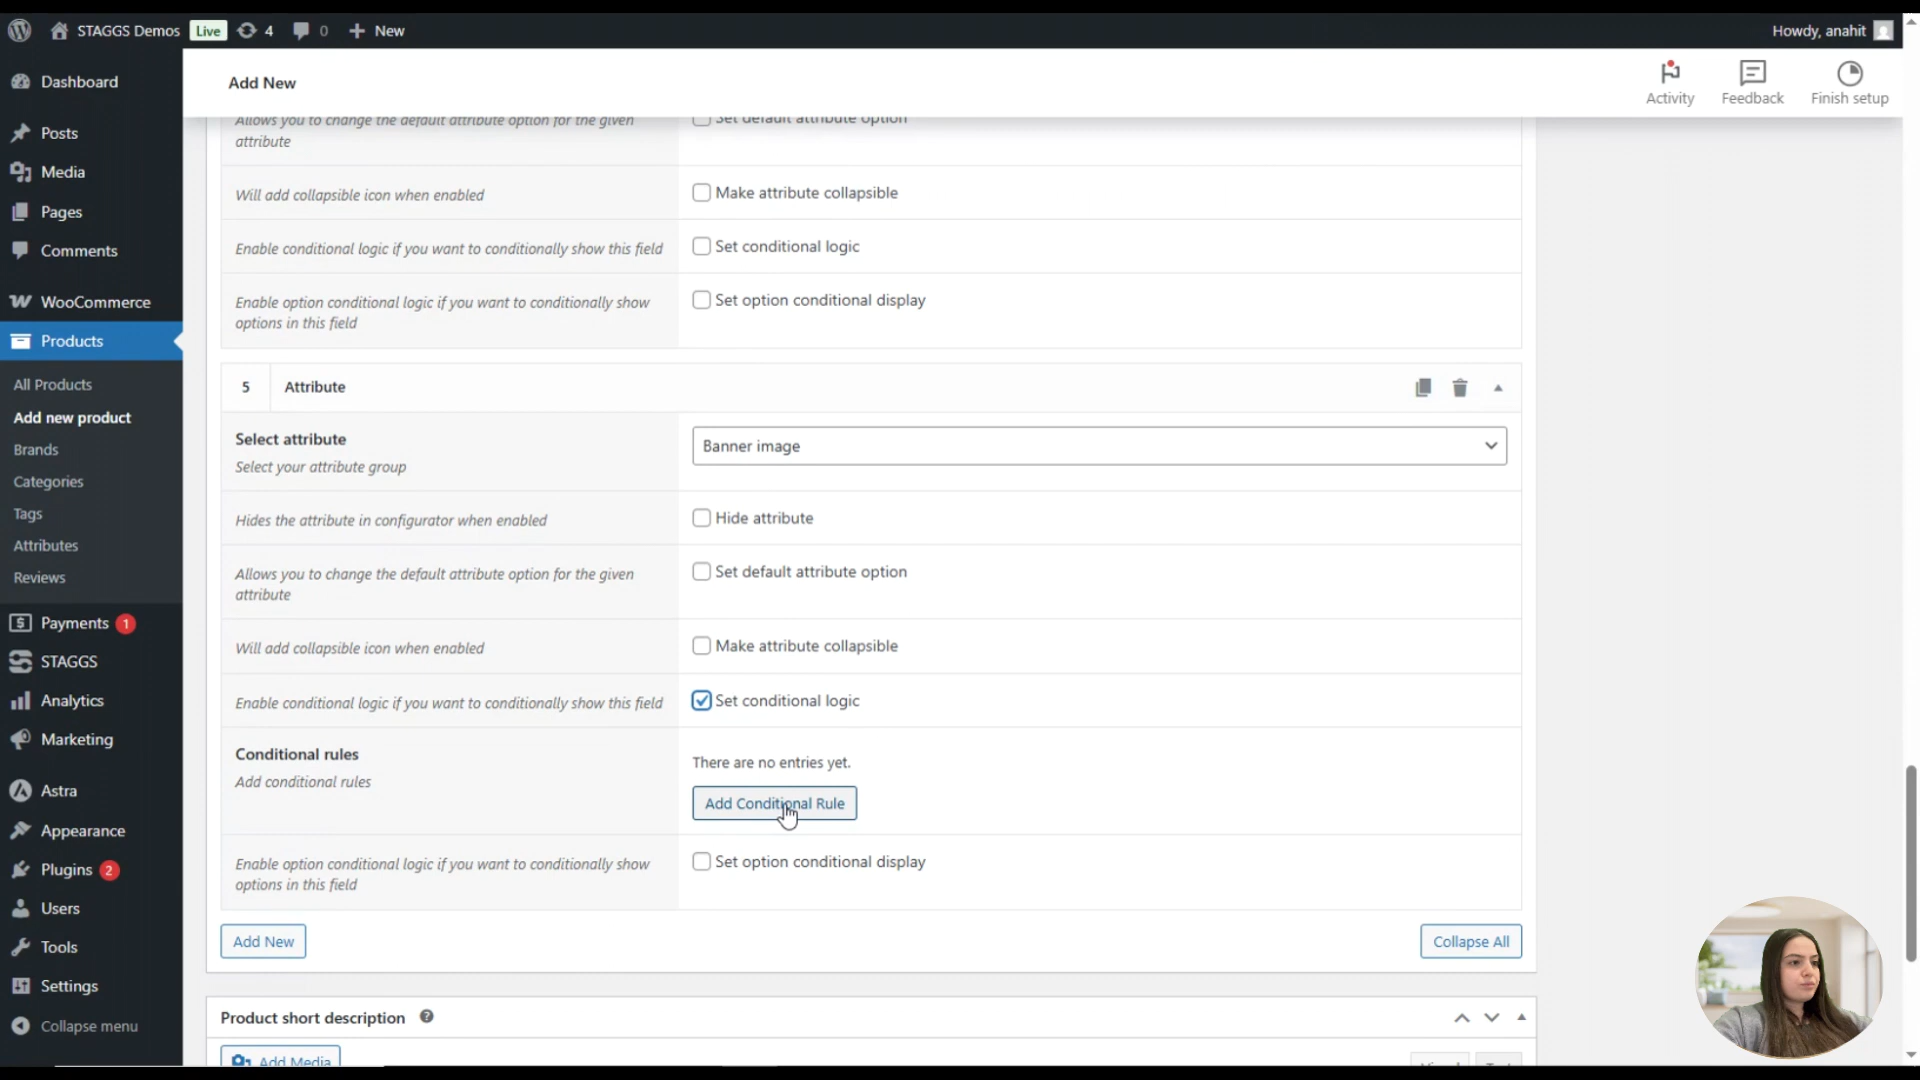 STAGGS Demos
Live
4
0
New
Howdy, anahit
Add New
Activity
Feedback
Finish setup
Dashboard
Posts
Media
Pages
Comments
WooCommerce
Products
All Products
Add new product
Brands
Categories
Tags
Attributes
Reviews
Payments 1
STAGGS
Analytics
Marketing
Astra
Appearance
Plugins 2
Users
Tools
Settings
Collapse menu
Allows you to change the default attribute option for the given
attribute
Set default attribute option
Will add collapsible icon when enabled
Make attribute collapsible
Enable conditional logic if you want to conditionally show this field
Set conditional logic
Enable option conditional logic if you want to conditionally show
options in this field
Set option conditional display
5
Attribute
Select attribute
Select your attribute group
Banner image
Hides the attribute in configurator when enabled
Hide attribute
Allows you to change the default attribute option for the given
attribute
Set default attribute option
Will add collapsible icon when enabled
Make attribute collapsible
Enable conditional logic if you want to conditionally show this field
Set conditional logic
Conditional rules
Add conditional rules
There are no entries yet.
Add Conditional Rule
Enable option conditional logic if you want to conditionally show
options in this field
Set option conditional display
Add New
Collapse All
Product short description
Add Media